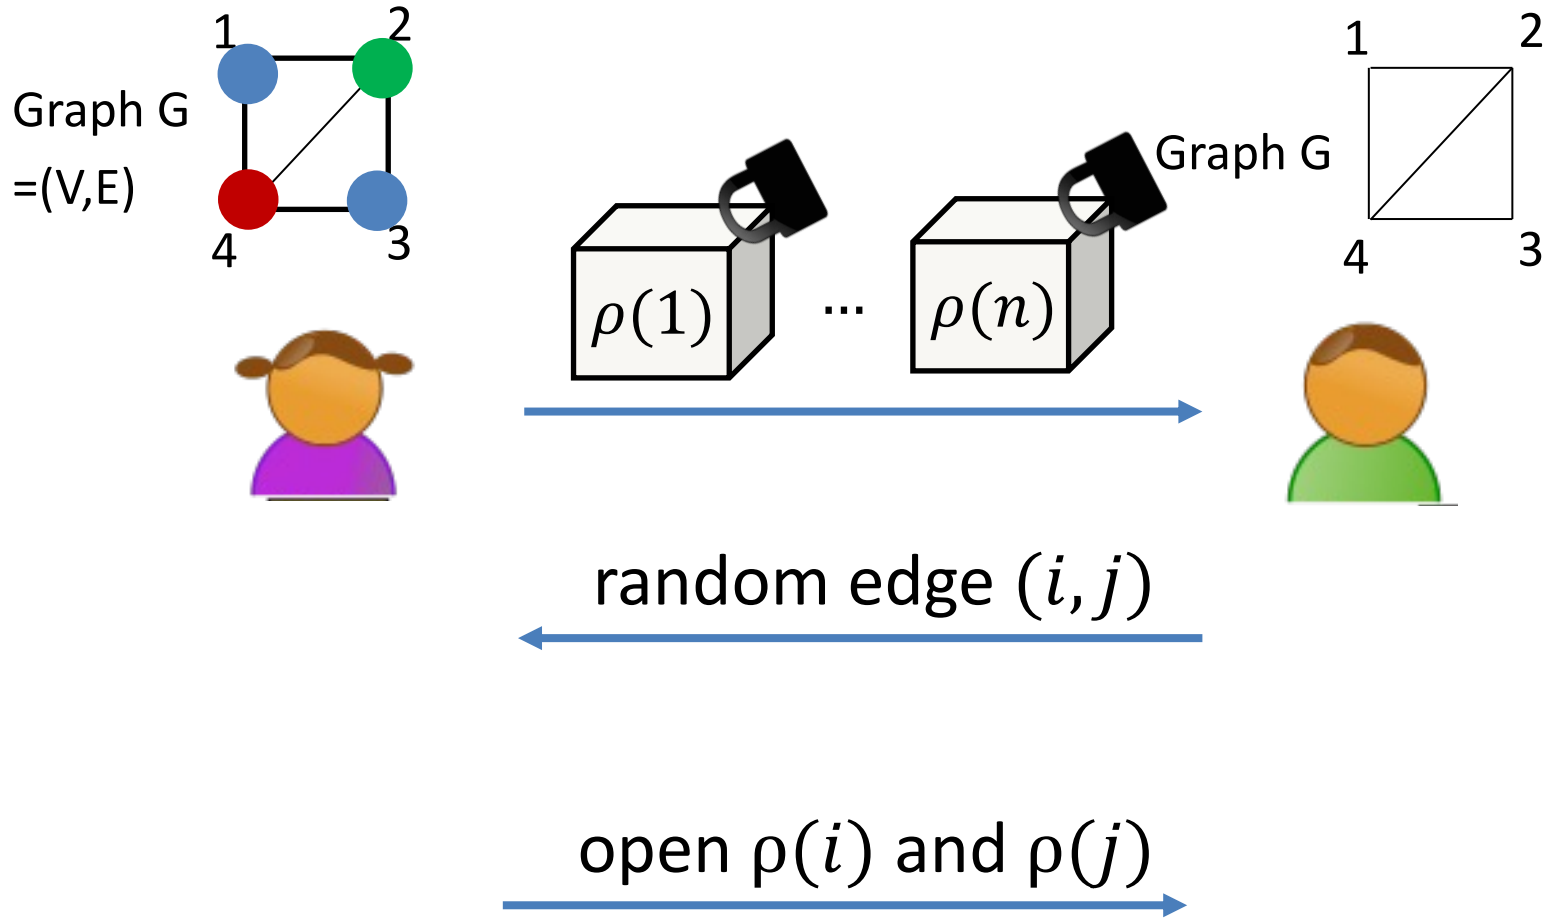 1 2
Graph G
=(V,E)
4 3
ρ(1) ... ρ(n)
1 2
Graph G
4 3
random edge (i, j)
open ρ(i) and ρ(j)